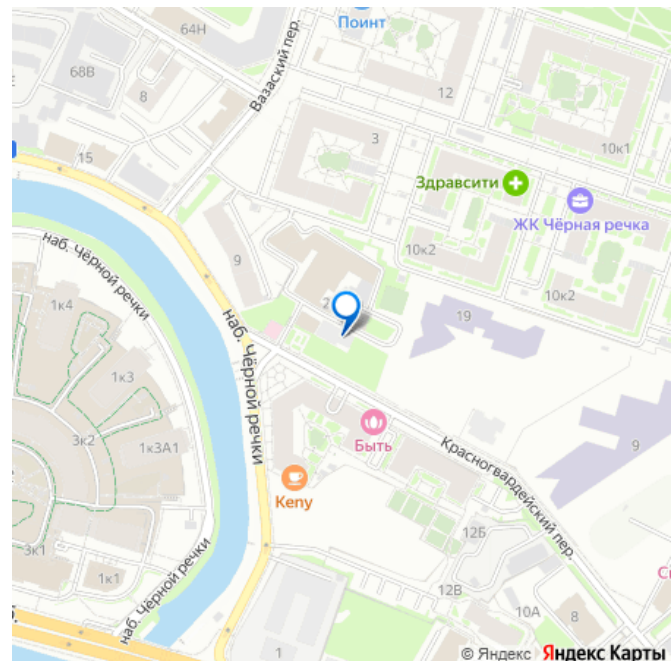 64Н
Поинт
Вазаский пер.
68В
8
12
15
3
10к1
Здравсити
ЖК Чёрная речка
наб. Чёрной речки
9
10к2
10к2
2
19
1к4
наб. Чёрной речки
1к3
3к2
1к3А1
Быть
9
Красногвардейский пер.
Keny
12Б
3к1
наб. Чёрной речки
1к1
12В
10А
8
1
© Яндекс Яндекс Карты